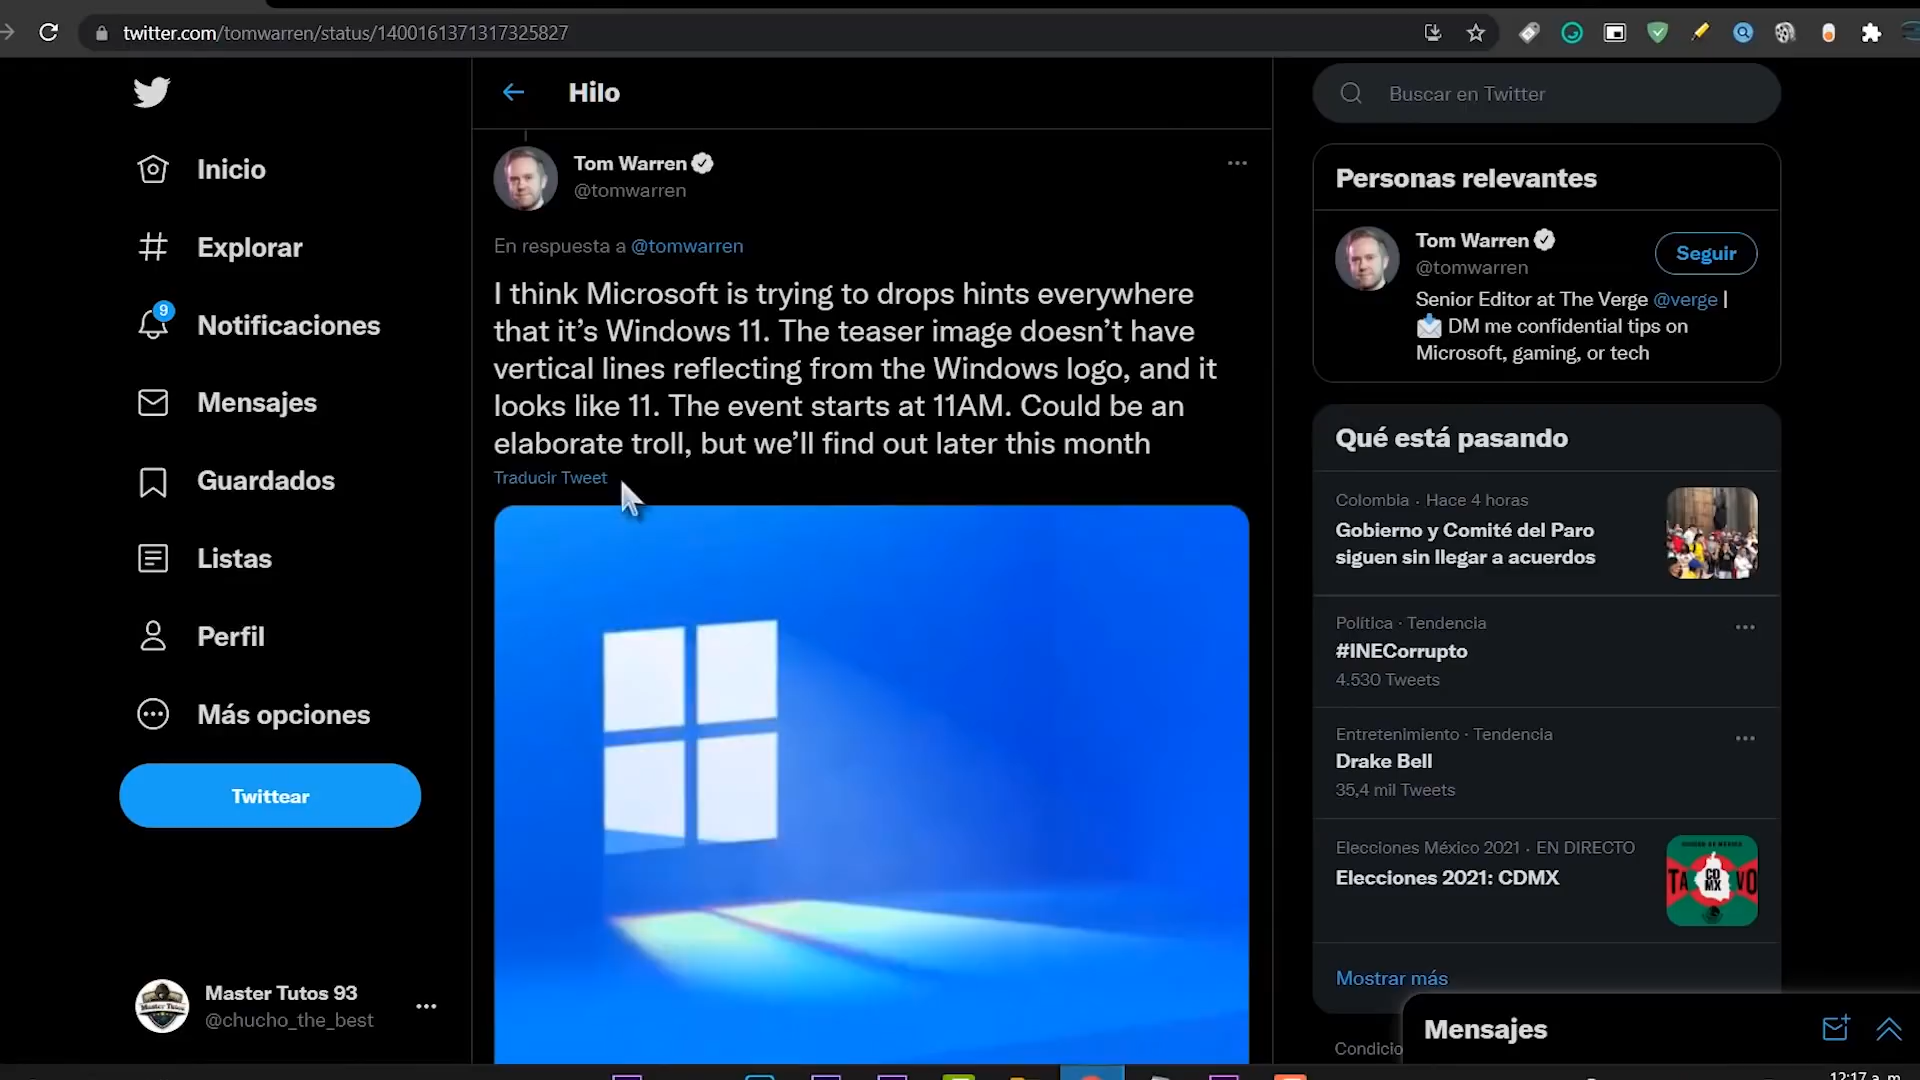 twitter.com/tomwarren/status/1400161371317325827
Inicio
Explorar
9
Notificaciones
Mensajes
Guardados
Listas
Perfil
Más opciones
Twittear
Master Tutos 93
@chucho_the_best
Hilo
Tom Warren
@tomwarren
En respuesta a @tomwarren
I think Microsoft is trying to drops hints everywhere
that it’s Windows 11. The teaser image doesn’t have
vertical lines reflecting from the Windows logo, and it
looks like 11. The event starts at 11AM. Could be an
elaborate troll, but we’ll find out later this month
Traducir Tweet
Buscar en Twitter
Personas relevantes
Tom Warren
@tomwarren
Seguir
Senior Editor at The Verge @verge |
DM me confidential tips on
Microsoft, gaming, or tech
Qué está pasando
Colombia · Hace 4 horas
Gobierno y Comité del Paro
siguen sin llegar a acuerdos
Política · Tendencia
#INECorrupto
4.530 Tweets
Entretenimiento · Tendencia
Drake Bell
35,4 mil Tweets
Elecciones México 2021 · EN DIRECTO
Elecciones 2021: CDMX
CD
MX
Mostrar más
Condicio
Mensajes
12:17 a. m.